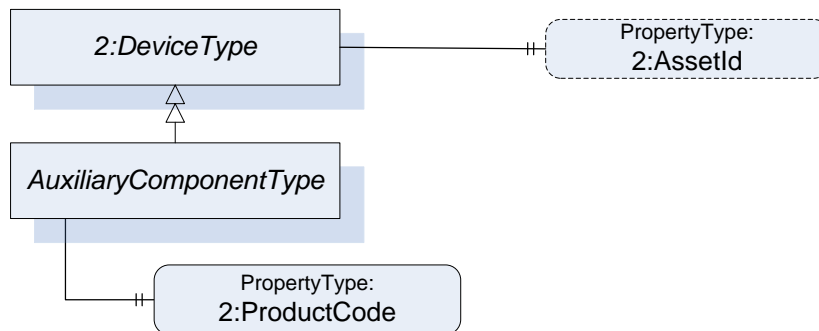 2:DeviceType
PropertyType:
2:AssetId
AuxiliaryComponentType
PropertyType:
2:ProductCode